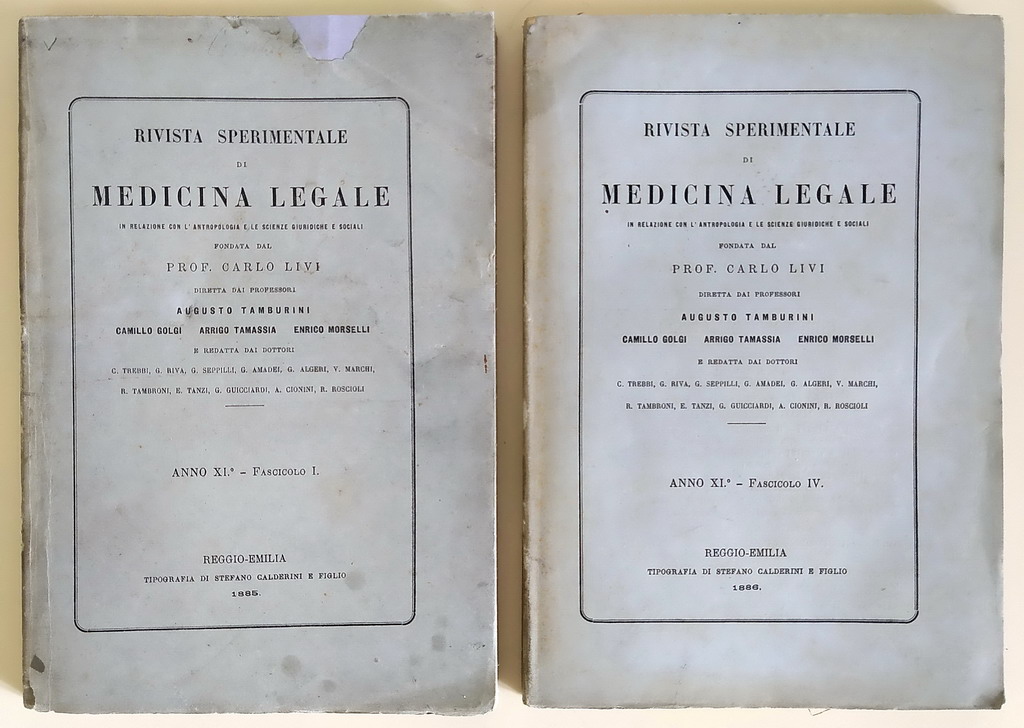 RIVISTA SPERIMENTALE
DI
MEDICINA LEGALE
IN RELAZIONE CON L'ANTROPOLOGIA E LE SCIENZE GIURIDICHE E SOCIALI
FONDATA DAL
PROF. CARLO LIVI
DIRETTA DAI PROFESSORI
AUGUSTO TAMBURINI
CAMILLO GOLGI ARRIGO TAMASSIA ENRICO MORSELLI
E REDATTA DAI DOTTORI
C. TREBBI, G. RIVA, G. SEPPILLI, G. AMADEI, G. ALGERI, V. MARCHI,
R. TAMBRONI, E. TANZI, G. GUICCIARDI, A. CIONINI, R. ROSCIOLI
ANNO XI.° - FASCICOLO I.
REGGIO-EMILIA
TIPOGRAFIA DI STEFANO CALDERINI E FIGLIO
1885.
RIVISTA SPERIMENTALE
DI
MEDICINA LEGALE
IN RELAZIONE CON L'ANTROPOLOGIA E LE SCIENZE GIURIDICHE E SOCIALI
FONDATA DAL
PROF. CARLO LIVI
DIRETTA DAI PROFESSORI
AUGUSTO TAMBURINI
CAMILLO GOLGI ARRIGO TAMASSIA ENRICO MORSELLI
E REDATTA DAI DOTTORI
C. TREBBI, G. RIVA, G. SEPPILLI, G. AMADEI, G. ALGERI, V. MARCHI,
R. TAMBRONI, E. TANZI, G. GUICCIARDI, A. CIONINI, R. ROSCIOLI
ANNO XI.° - FASCICOLO IV.
REGGIO-EMILIA
TIPOGRAFIA DI STEFANO CALDERINI E FIGLIO
1886.